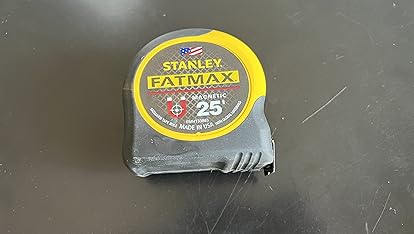 STANLEY
FATMAX
MAGNETIC
25'
MADE IN USA